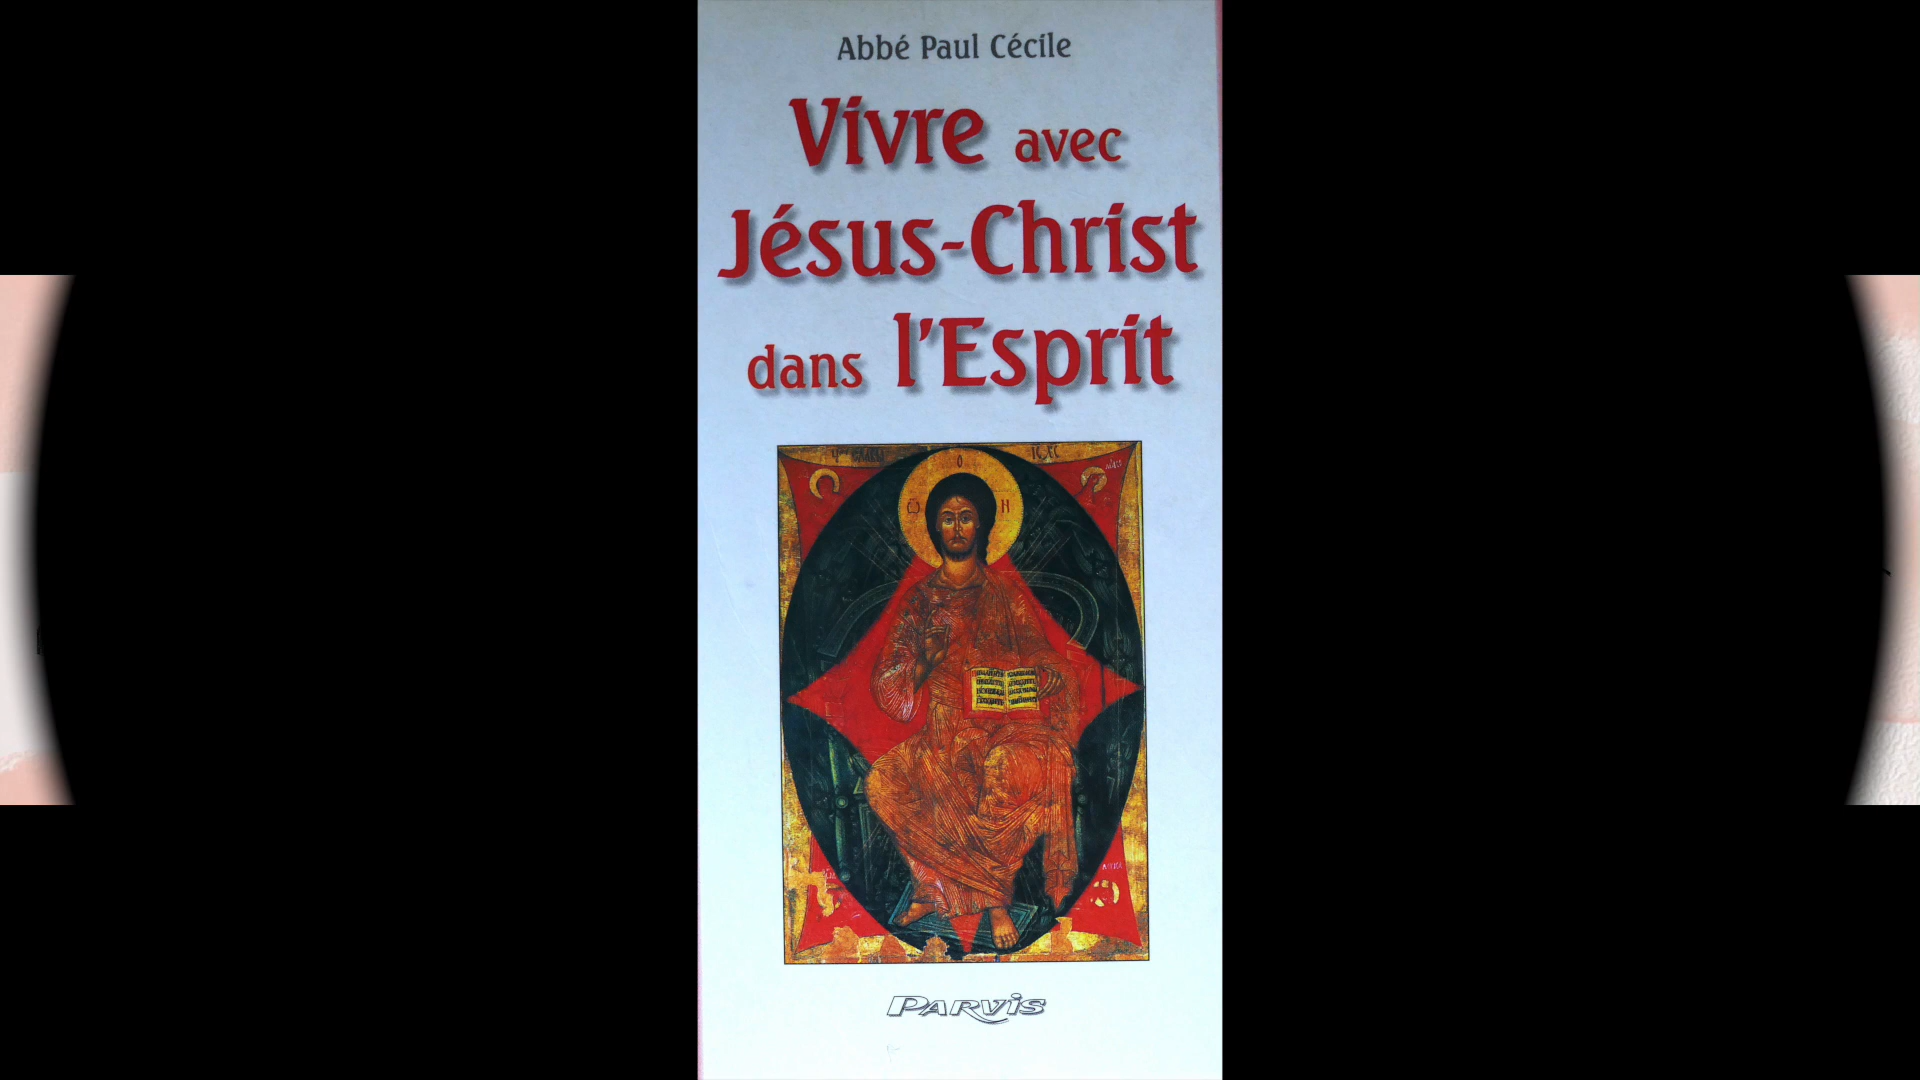 Abbé Paul Cécile
Vivre avec
Jésus-Christ
dans l'Esprit
Ο
Ѿ Н
PARVIS